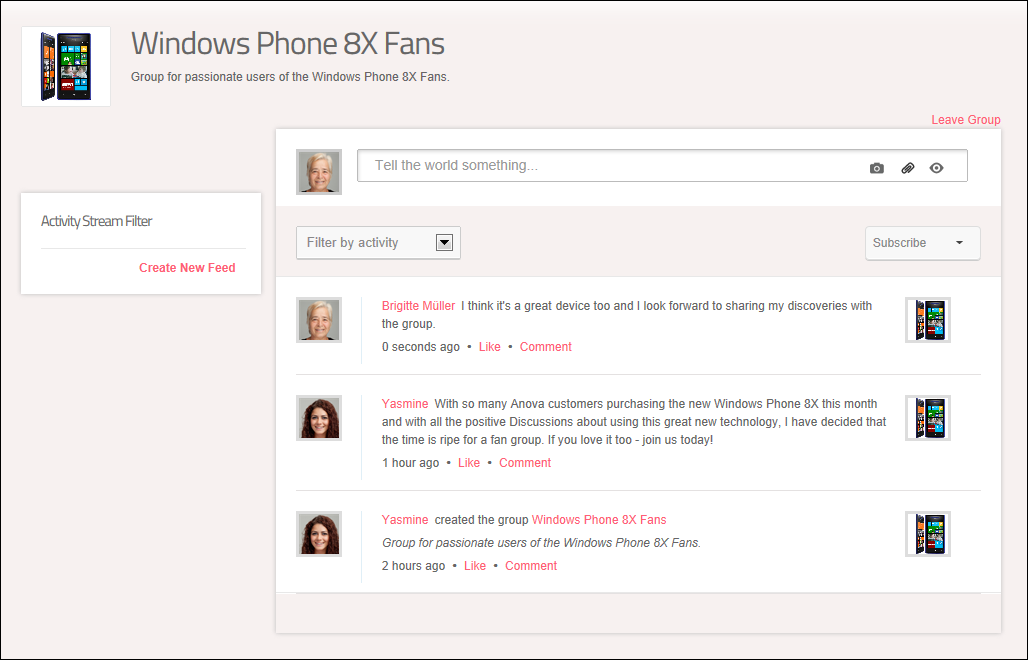 Windows Phone 8X Fans
Group for passionate users of the Windows Phone 8X Fans.
Leave Group
Tell the world something...
Activity Stream Filter
Create New Feed
Filter by activity
Subscribe
Brigitte Müller I think it's a great device too and I look forward to sharing my discoveries with
the group.
0 seconds ago • Like • Comment
Yasmine With so many Anova customers purchasing the new Windows Phone 8X this month
and with all the positive Discussions about using this great new technology, I have decided that
the time is ripe for a fan group. If you love it too - join us today!
1 hour ago • Like • Comment
Yasmine created the group Windows Phone 8X Fans
Group for passionate users of the Windows Phone 8X Fans.
2 hours ago • Like • Comment